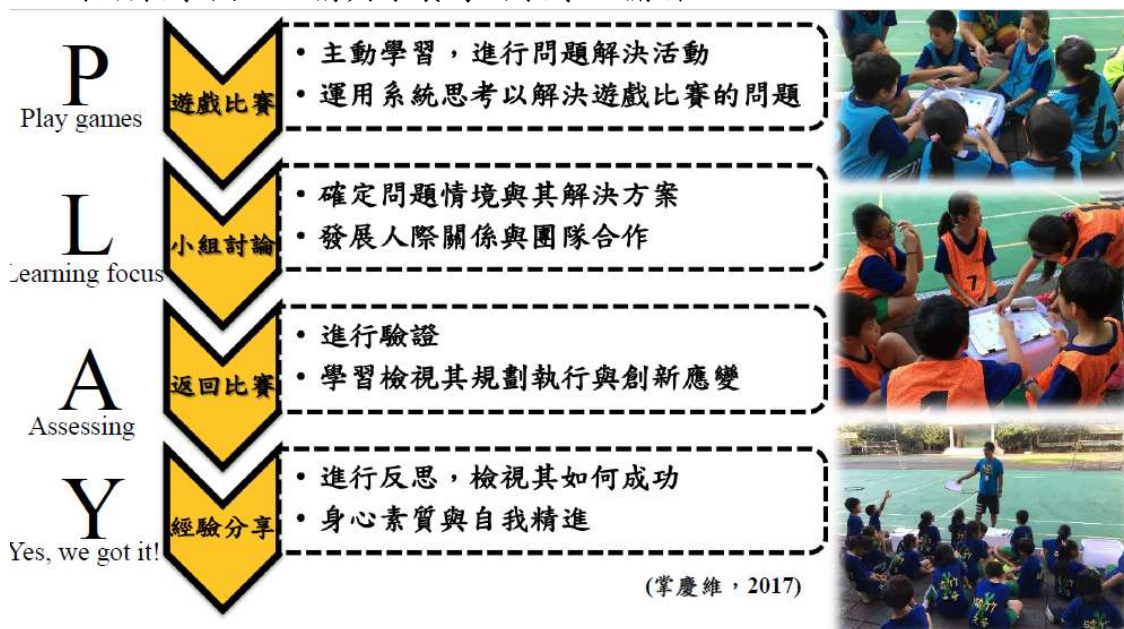 P
Play games
遊戲比賽
• 主動學習，進行問題解決活動
• 運用系統思考以解決遊戲比賽的問題
L
Learning focus
小組討論
• 確定問題情境與其解決方案
• 發展人際關係與團隊合作
A
Assessing
返回比賽
• 進行驗證
• 學習檢視其規劃執行與創新應變
Y
Yes, we got it!
經驗分享
• 進行反思，檢視其如何成功
• 身心素質與自我精進
(掌慶維，2017)
6
7